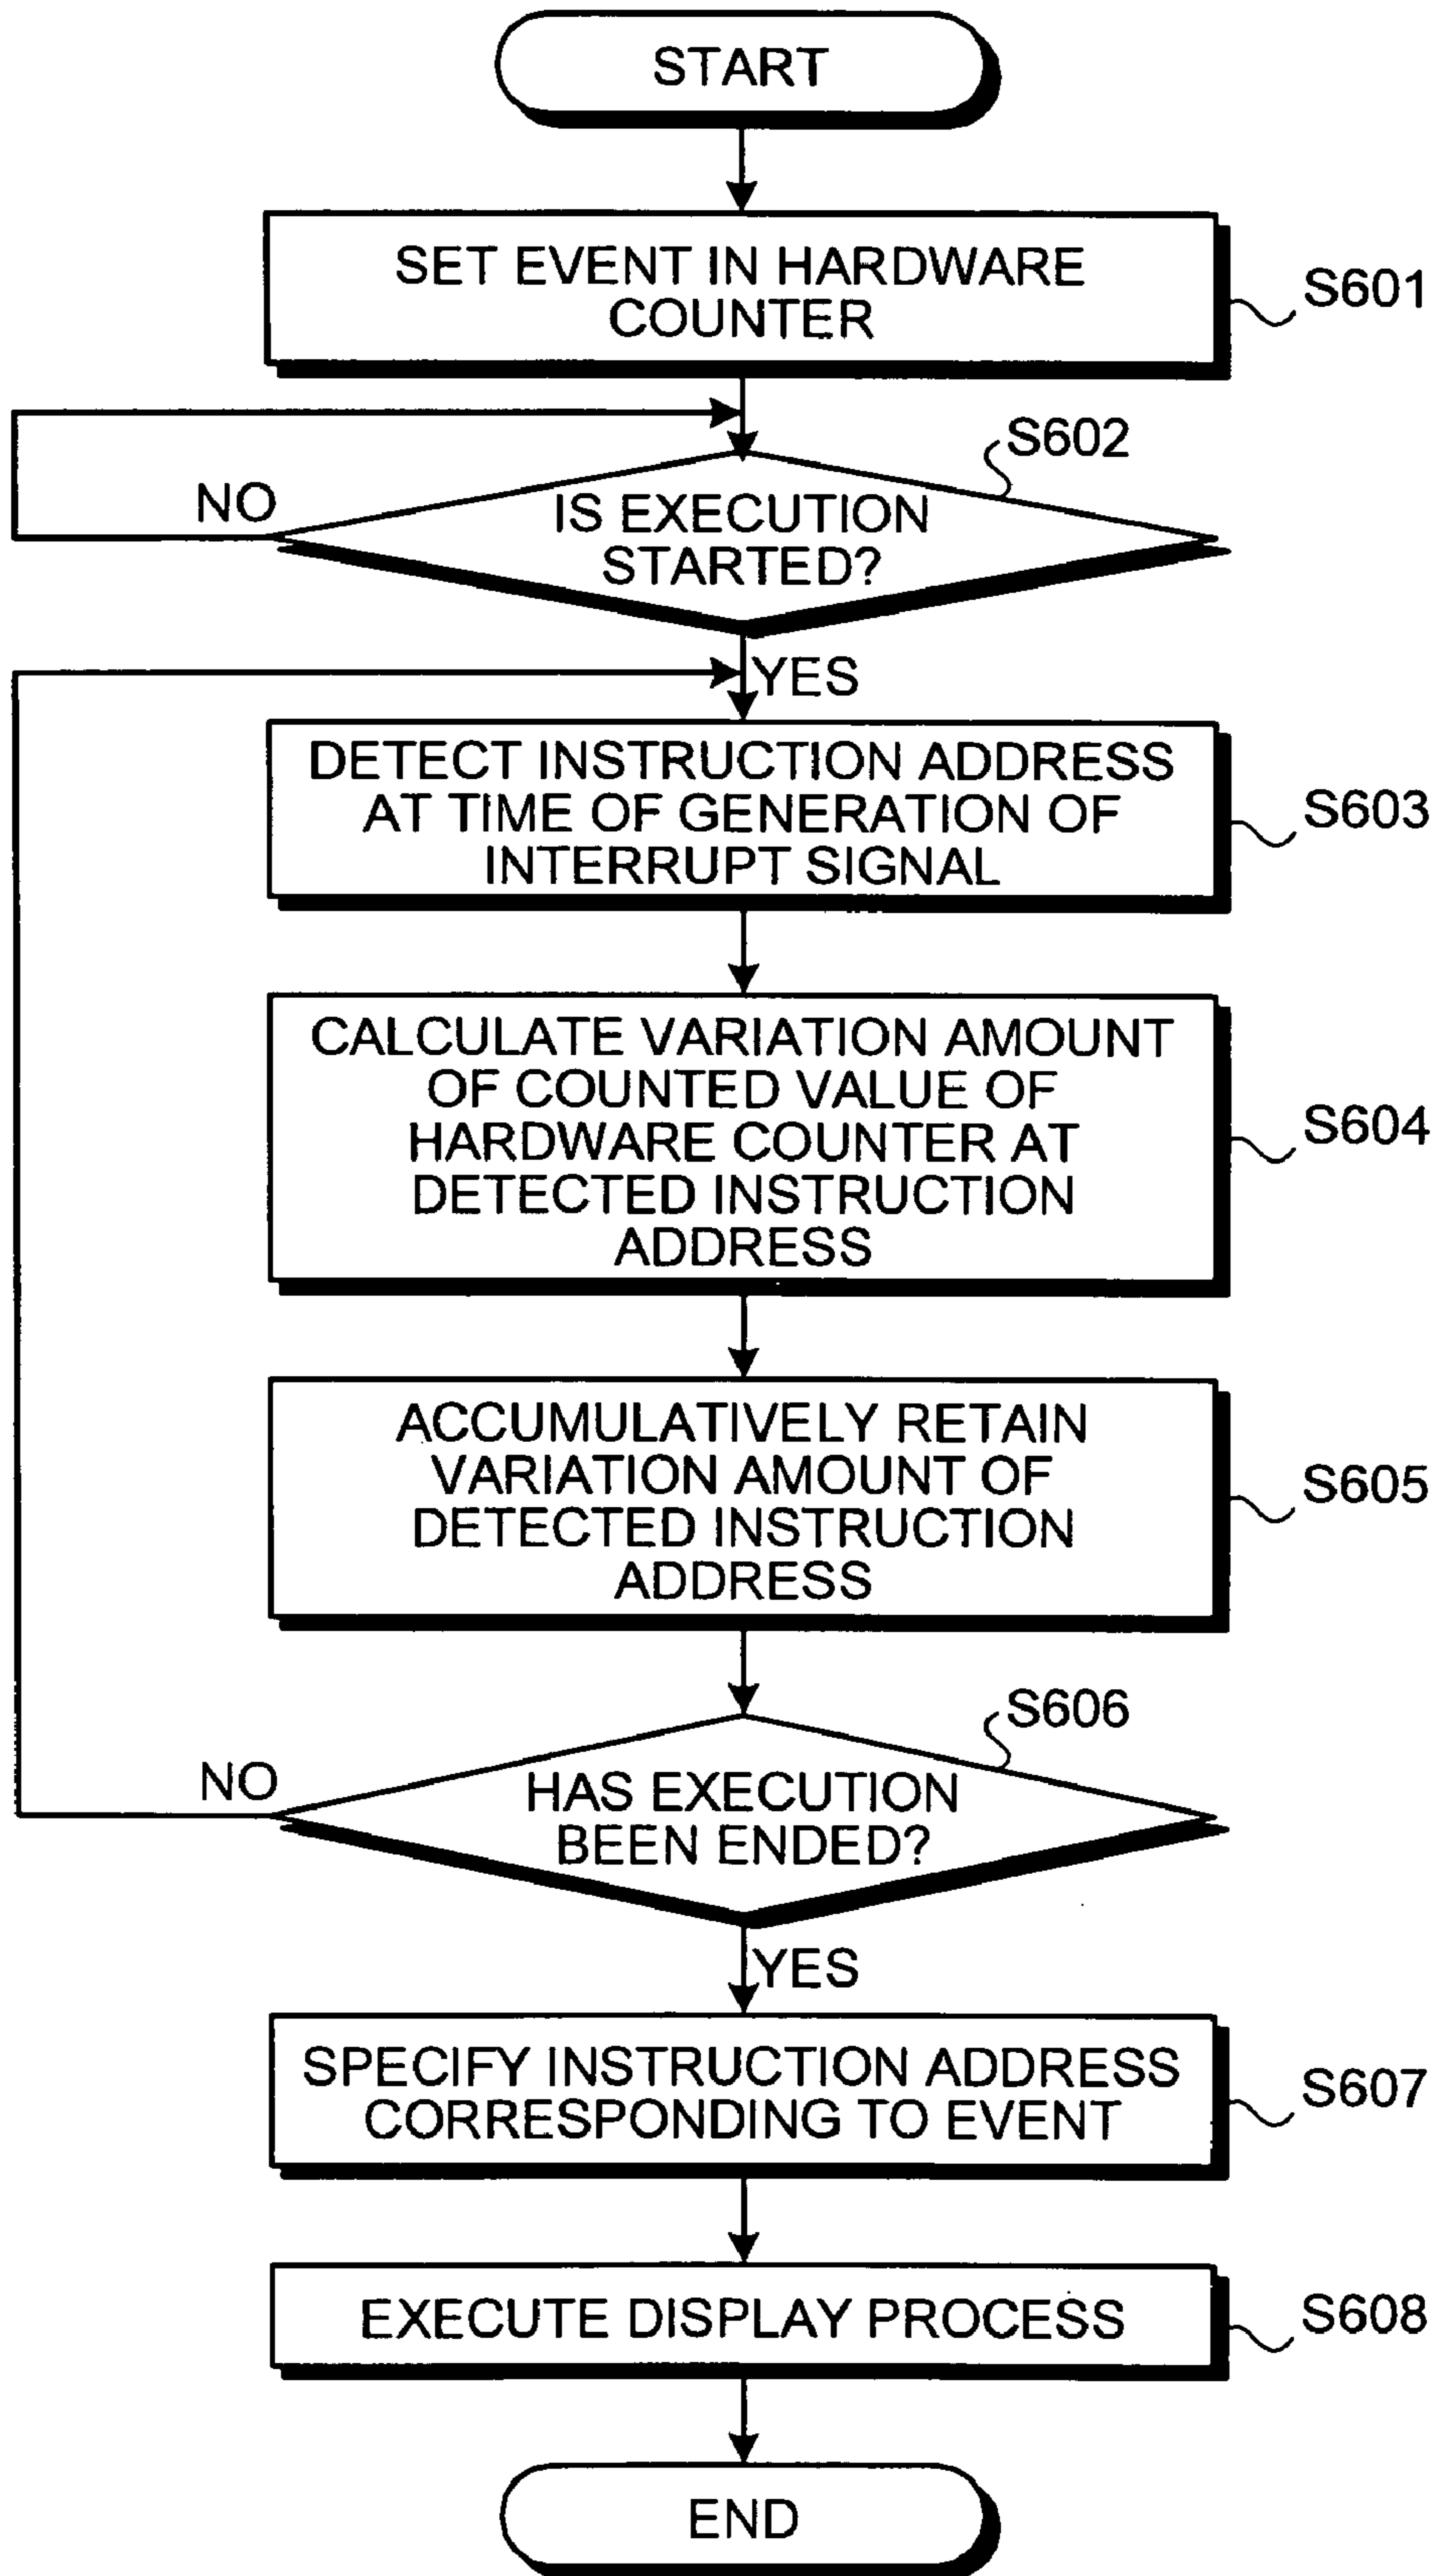 START
SET EVENT IN HARDWARE
COUNTER
S601
S602
IS EXECUTION
STARTED?
NO
YES
DETECT INSTRUCTION ADDRESS
AT TIME OF GENERATION OF
INTERRUPT SIGNAL
S603
CALCULATE VARIATION AMOUNT
OF COUNTED VALUE OF
HARDWARE COUNTER AT
DETECTED INSTRUCTION
ADDRESS
S604
ACCUMULATIVELY RETAIN
VARIATION AMOUNT OF
DETECTED INSTRUCTION
ADDRESS
S605
S606
HAS EXECUTION
BEEN ENDED?
NO
YES
SPECIFY INSTRUCTION ADDRESS
CORRESPONDING TO EVENT
S607
EXECUTE DISPLAY PROCESS
S608
END